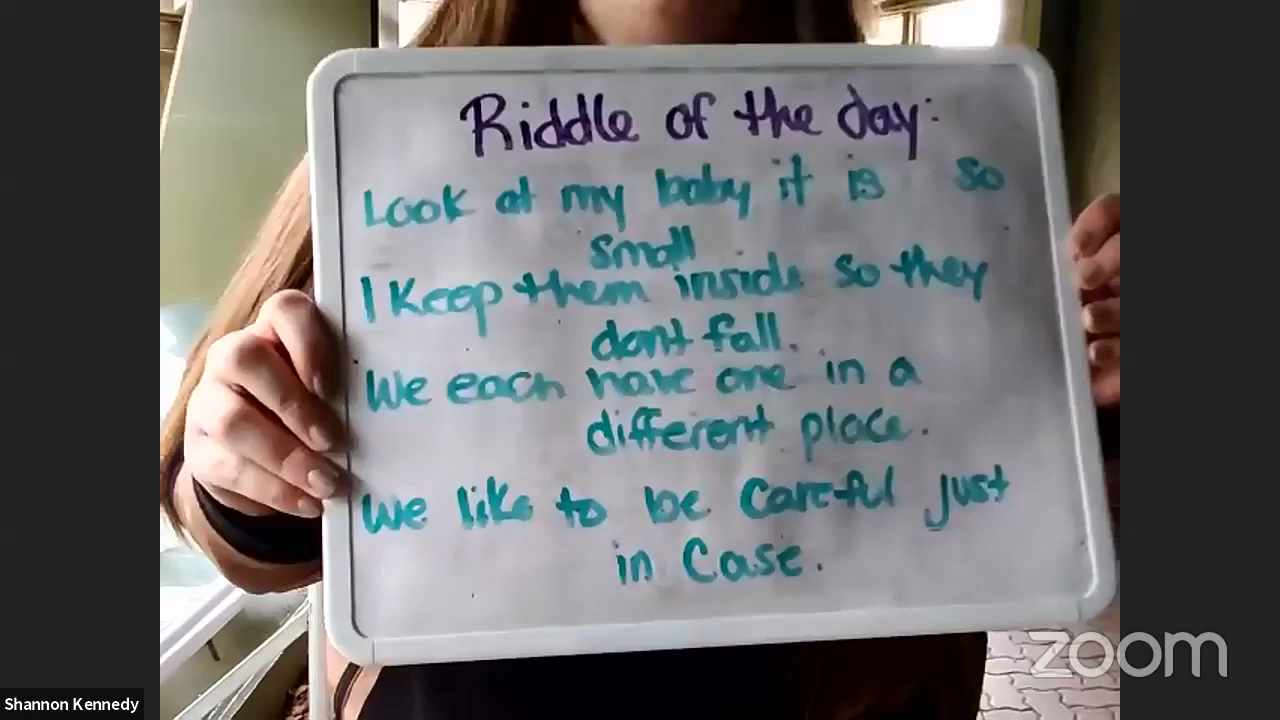 Riddle of the day:
Look at my baby it is so
small
I keep them inside so they
dont fall.
We each have one in a
different place.
We like to be careful just
in case.
zoom
Shannon Kennedy